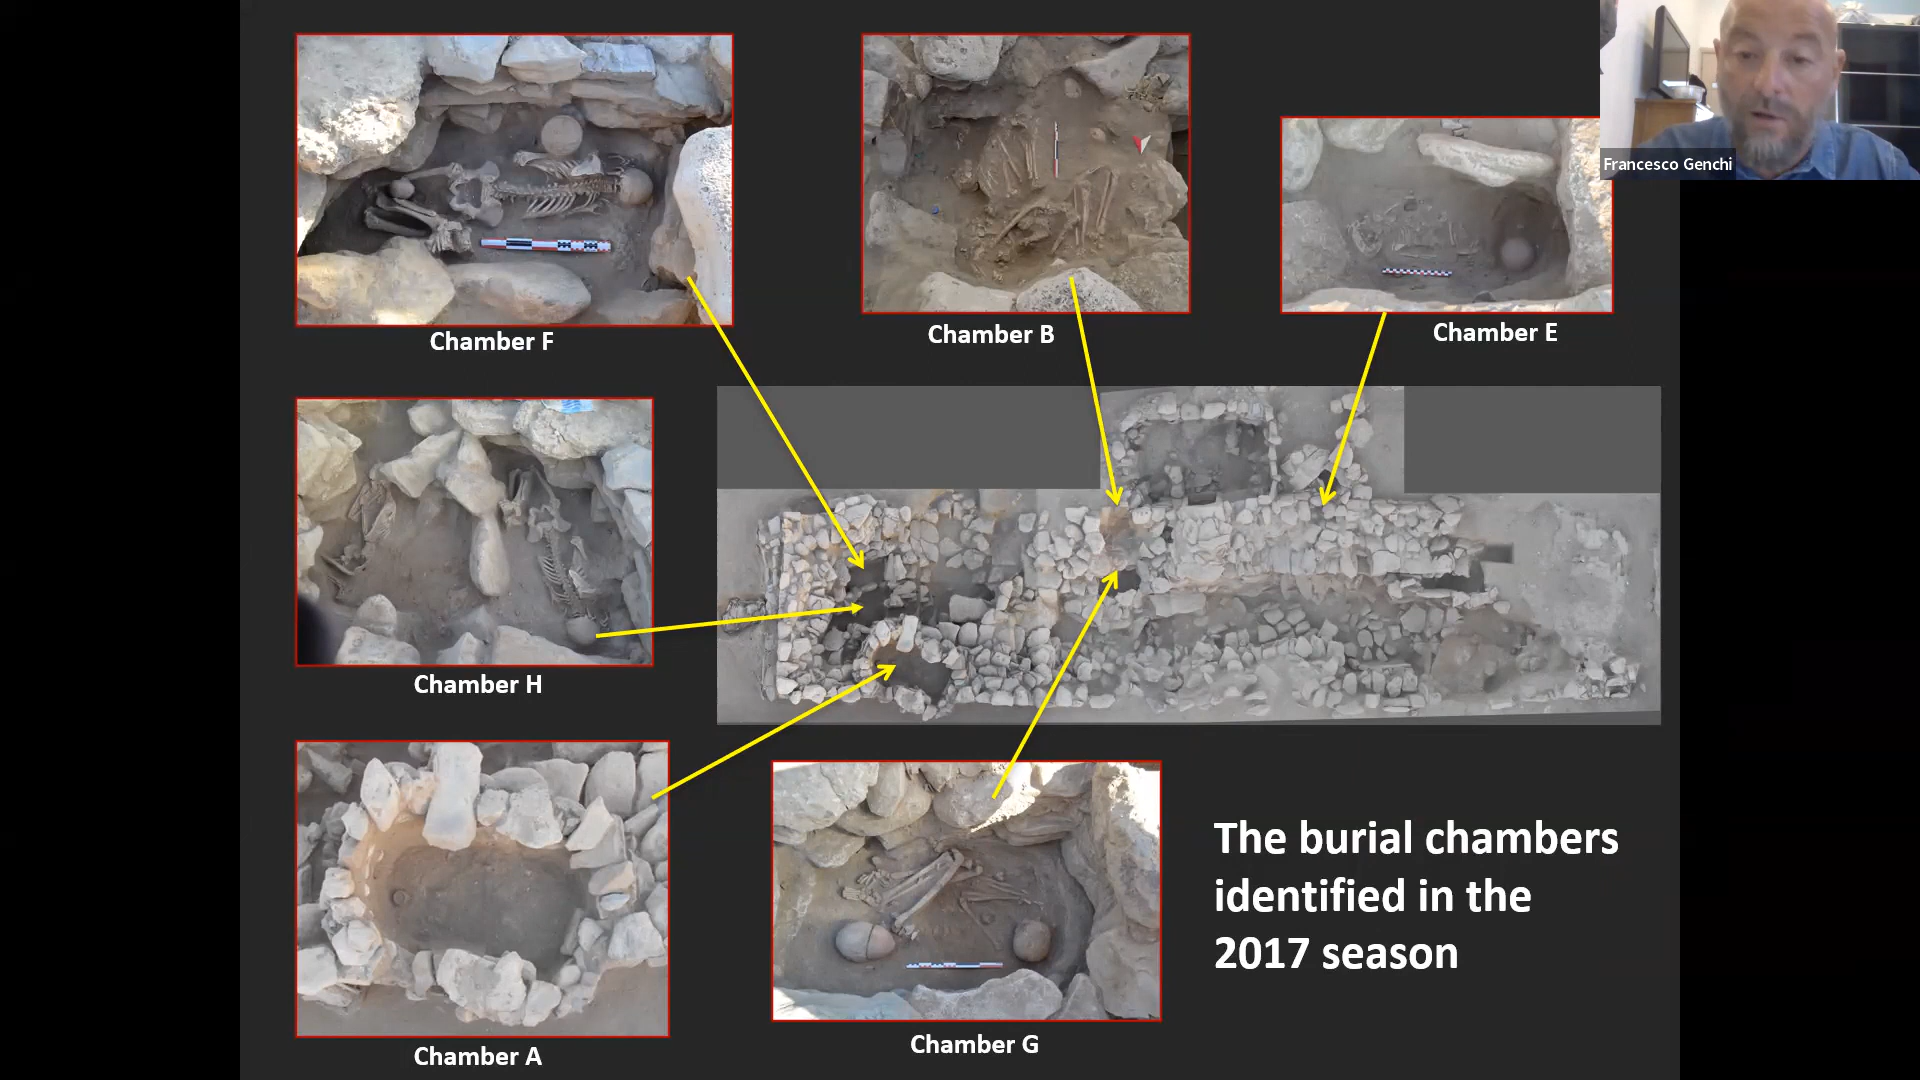 Francesco Genchi
Chamber F
Chamber B
Chamber E
Chamber H
Chamber A
Chamber G
The burial chambers
identified in the
2017 season